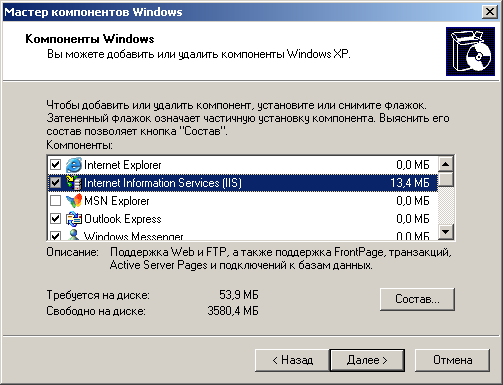 Мастер компонентов Windows
Компоненты Windows
Вы можете добавить или удалить компоненты Windows XP.
Чтобы добавить или удалить компонент, установите или снимите флажок.
Затененный флажок означает частичную установку компонента. Выяснить его
состав позволяет кнопка "Состав".
Компоненты:
Internet Explorer 0,0 МБ
Internet Information Services (IIS) 13,4 МБ
MSN Explorer 0,0 МБ
Outlook Express 0,0 МБ
Windows Messenger 0,0 МБ
Описание: Поддержка Web и FTP, а также поддержка FrontPage, транзакций,
Active Server Pages и подключений к базам данных.
Требуется на диске: 53,9 МБ
Свободно на диске: 3580,4 МБ
Состав...
< Назад
Далее >
Отмена